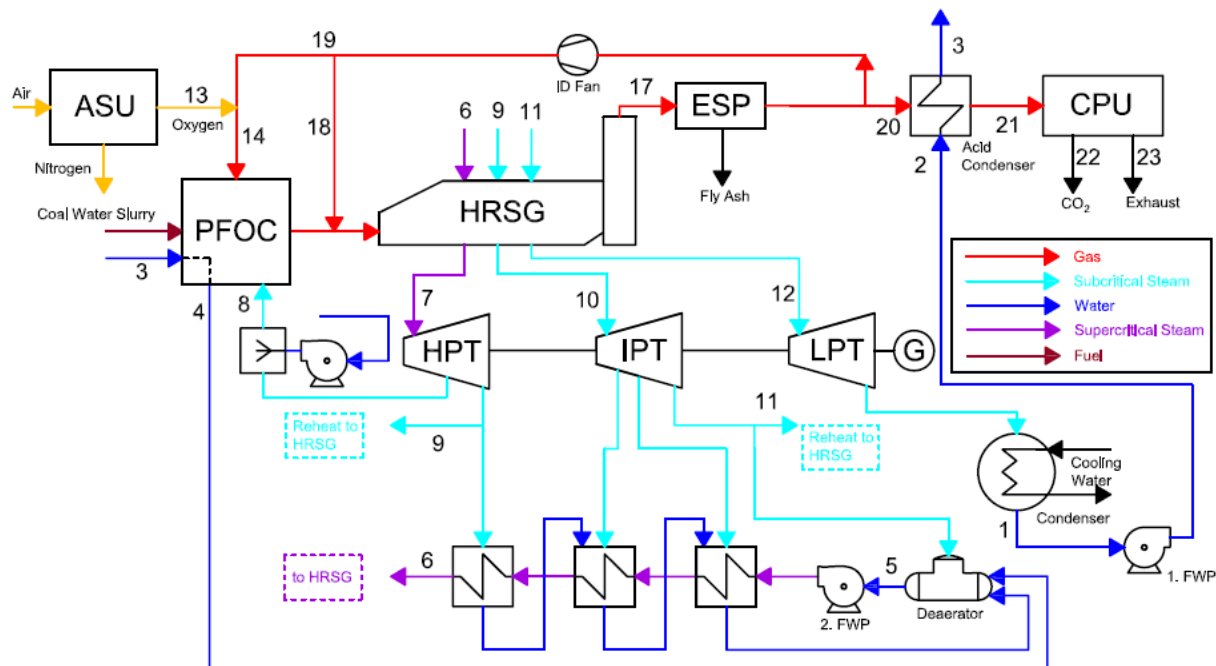 19
3
Air
ASU
13
Oxygen
ID Fan
17
ESP
CPU
14
18
6
9
11
20
21
Nitrogen
2
Acid
Condenser
22
23
Fly Ash
CO₂
Exhaust
Coal Water Slurry
PFOC
HRSG
3
4
8
7
10
12
Gas
Subcritical Steam
Water
Supercritical Steam
Fuel
HPT
IPT
LPT
G
Reheat to
HRSG
9
11
Reheat to
HRSG
Cooling
Water
Condenser
1
1. FWP
to HRSG
6
5
2. FWP
Deaerator